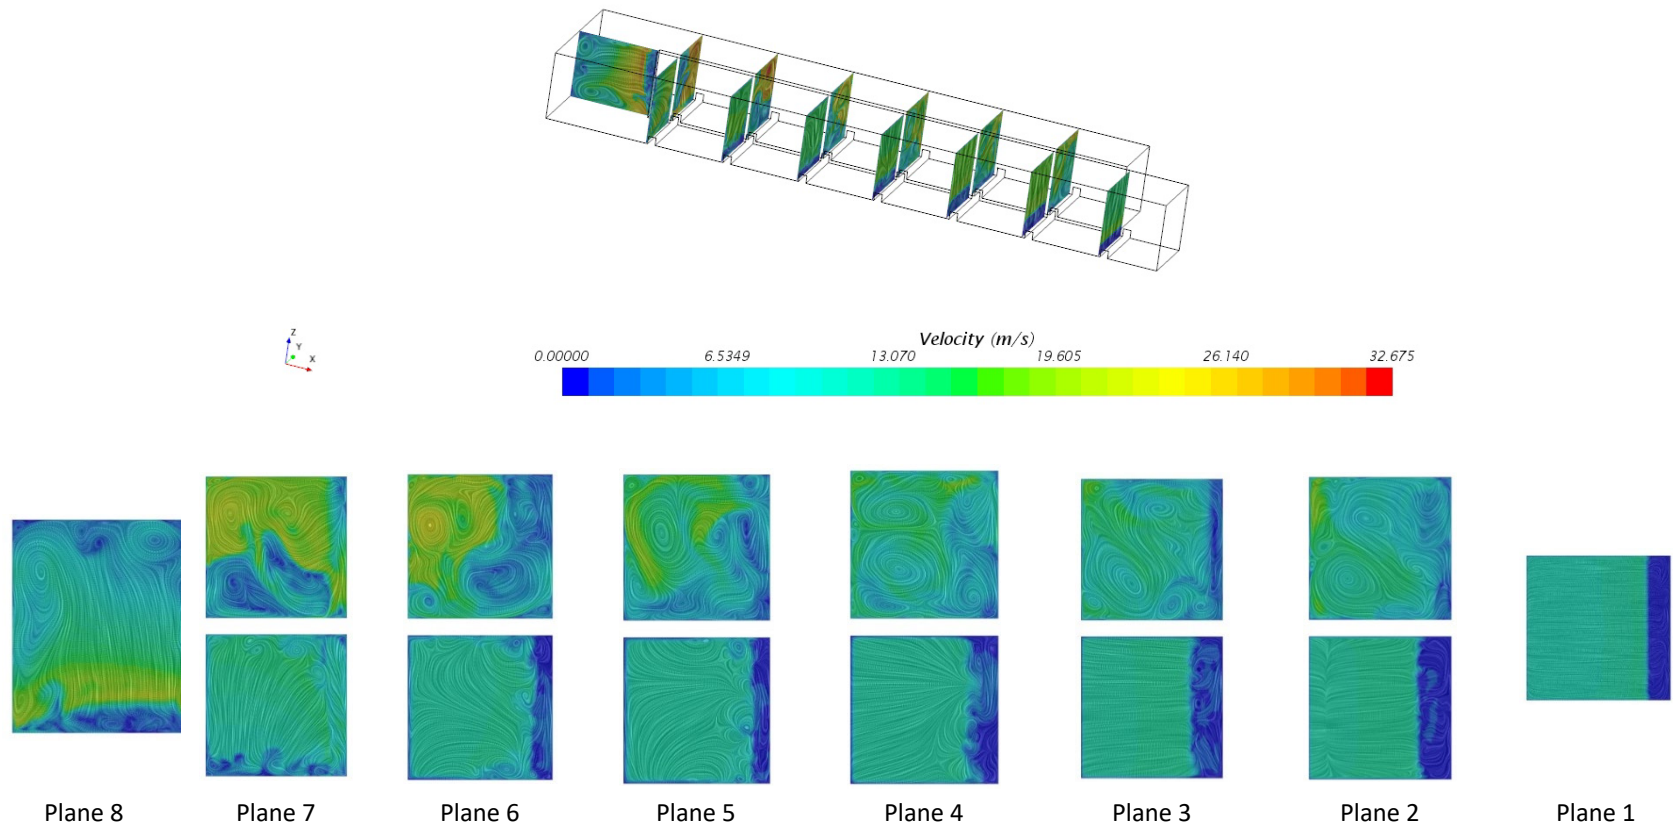 Z
Y
X
Velocity (m/s)
0.00000 6.5349 13.070 19.605 26.140 32.675
Plane 8 Plane 7 Plane 6 Plane 5 Plane 4 Plane 3 Plane 2 Plane 1